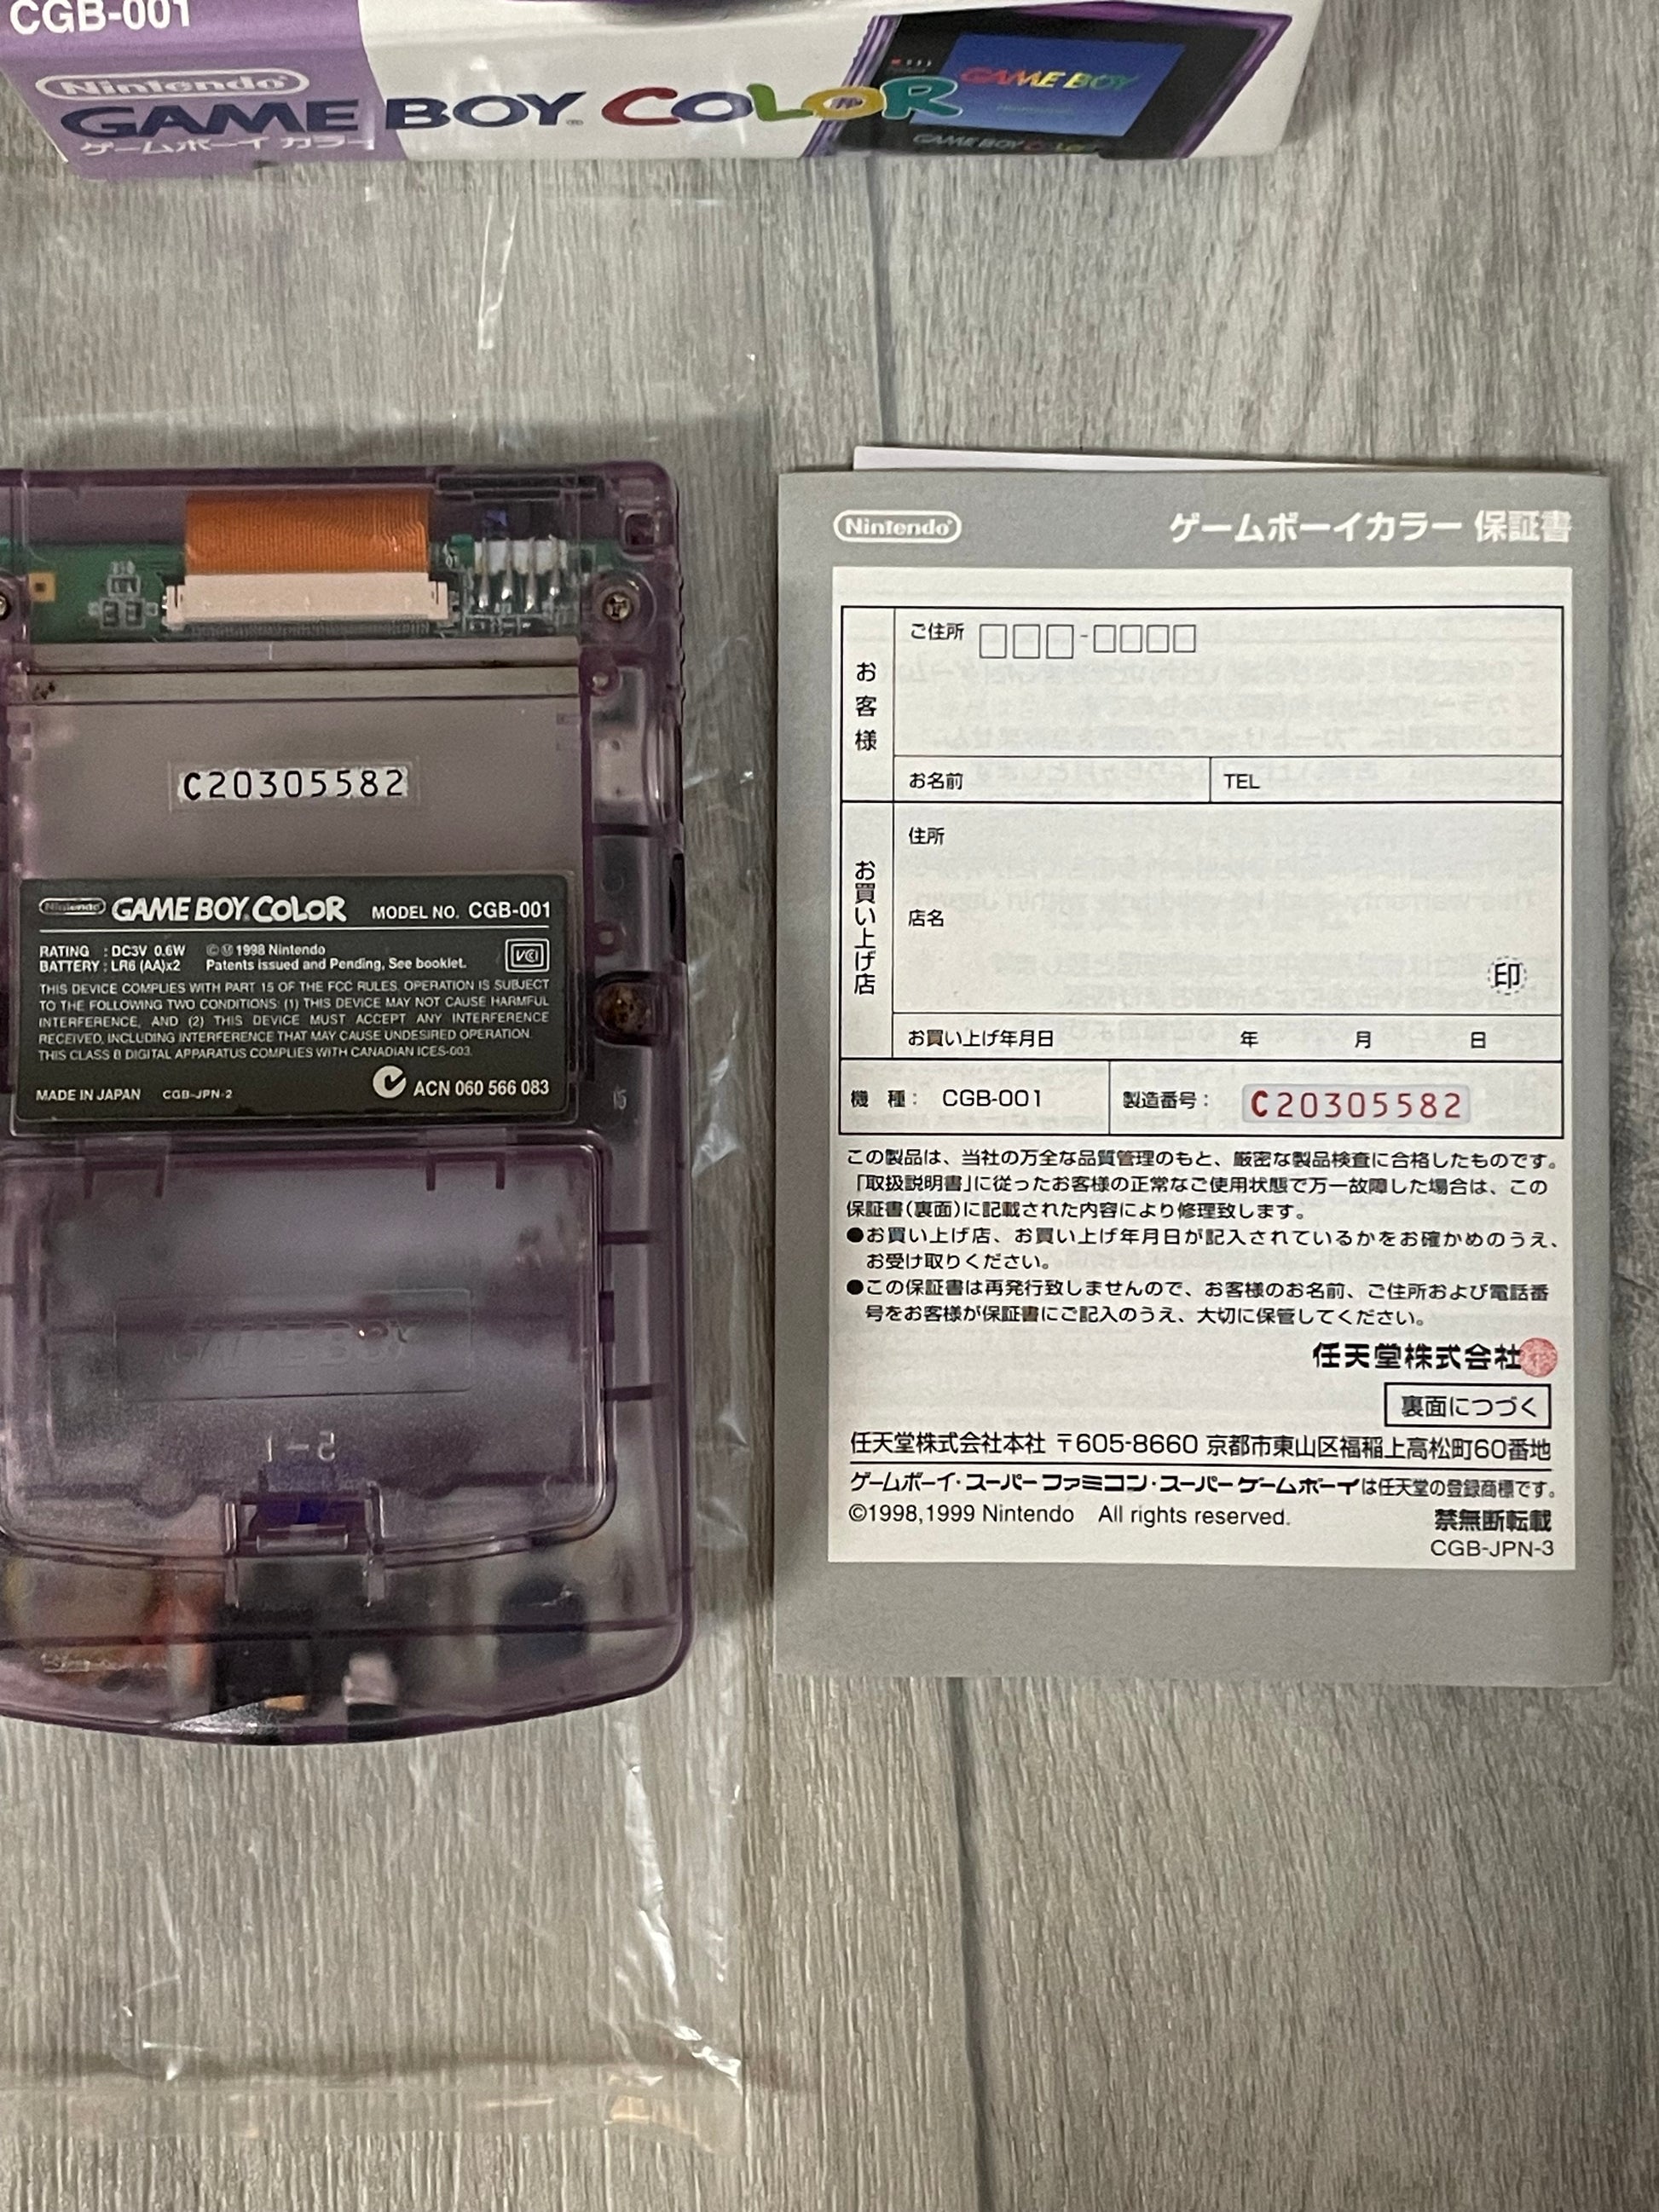 CGB-001
Nintendo
GAME BOY COLOR
ゲームボーイ カラー
GAME BOY
GAME BOY COLOR
C20305582
Nintendo GAME BOY COLOR MODEL NO. CGB-001
RATING : DC3V 0.6W ©Ⓜ1998 Nintendo
BATTERY : LR6 (AA)x2 Patents Issued and Pending, See booklet.
VCI
THIS DEVICE COMPLIES WITH PART 15 OF THE FCC RULES. OPERATION IS SUBJECT
TO THE FOLLOWING TWO CONDITIONS: (1) THIS DEVICE MAY NOT CAUSE HARMFUL
INTERFERENCE, AND (2) THIS DEVICE MUST ACCEPT ANY INTERFERENCE
RECEIVED, INCLUDING INTERFERENCE THAT MAY CAUSE UNDESIRED OPERATION.
THIS CLASS B DIGITAL APPARATUS COMPLIES WITH CANADIAN ICES-003.
MADE IN JAPAN CGB-JPN-2 ACN 060 566 083
Nintendo ゲームボーイカラー 保証書
お客様
ご住所 □□□-□□□□
お名前 TEL
お買い上げ店
住所
店名
印
お買い上げ年月日 年 月 日
機 種： CGB-001 製造番号： C20305582
この製品は、当社の万全な品質管理のもと、厳密な製品検査に合格したものです。
「取扱説明書」に従ったお客様の正常なご使用状態で万一故障した場合は、この
保証書（裏面）に記載された内容により修理致します。
●お買い上げ店、お買い上げ年月日が記入されているかをお確かめのうえ、
お受け取りください。
●この保証書は再発行致しませんので、お客様のお名前、ご住所および電話番
号をお客様が保証書にご記入のうえ、大切に保管してください。
任天堂株式会社
裏面につづく
任天堂株式会社本社 〒605-8660 京都市東山区福稲上高松町60番地
ゲームボーイ・スーパーファミコン・スーパーゲームボーイは任天堂の登録商標です。
©1998,1999 Nintendo All rights reserved.
禁無断転載
CGB-JPN-3